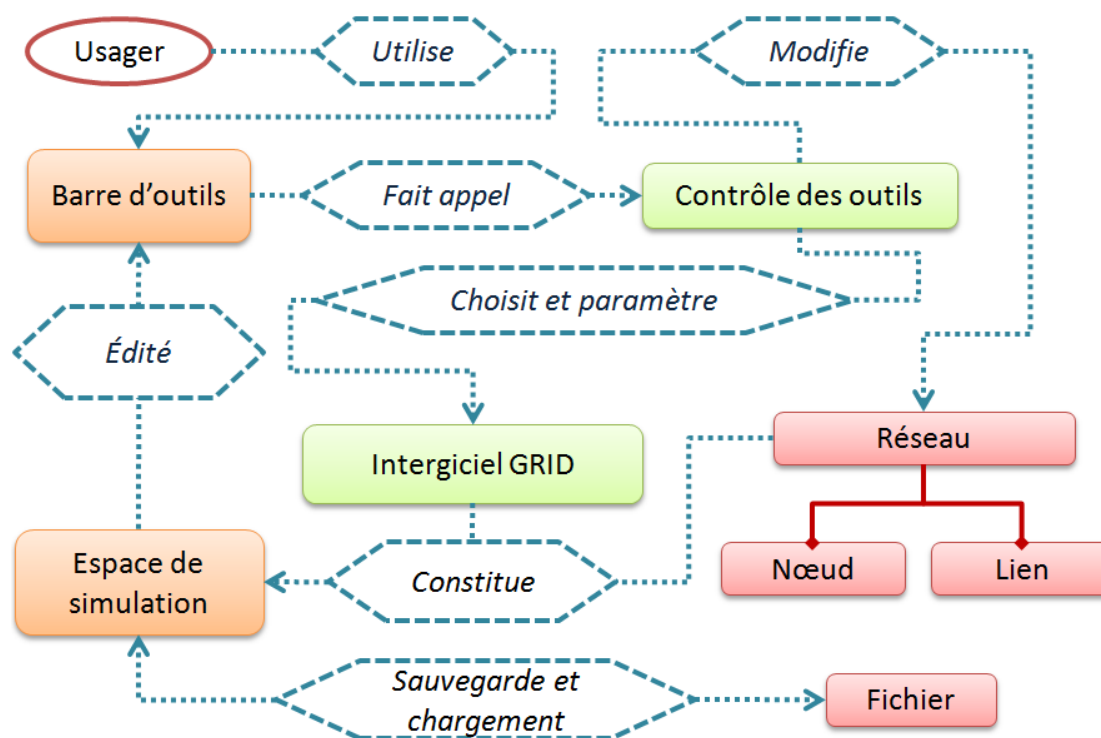 Usager
Utilise
Modifie
Barre d’outils
Fait appel
Contrôle des outils
Choisit et paramètre
Édité
Intergiciel GRID
Réseau
Espace de
simulation
Constitue
Nœud
Lien
Sauvegarde et
chargement
Fichier